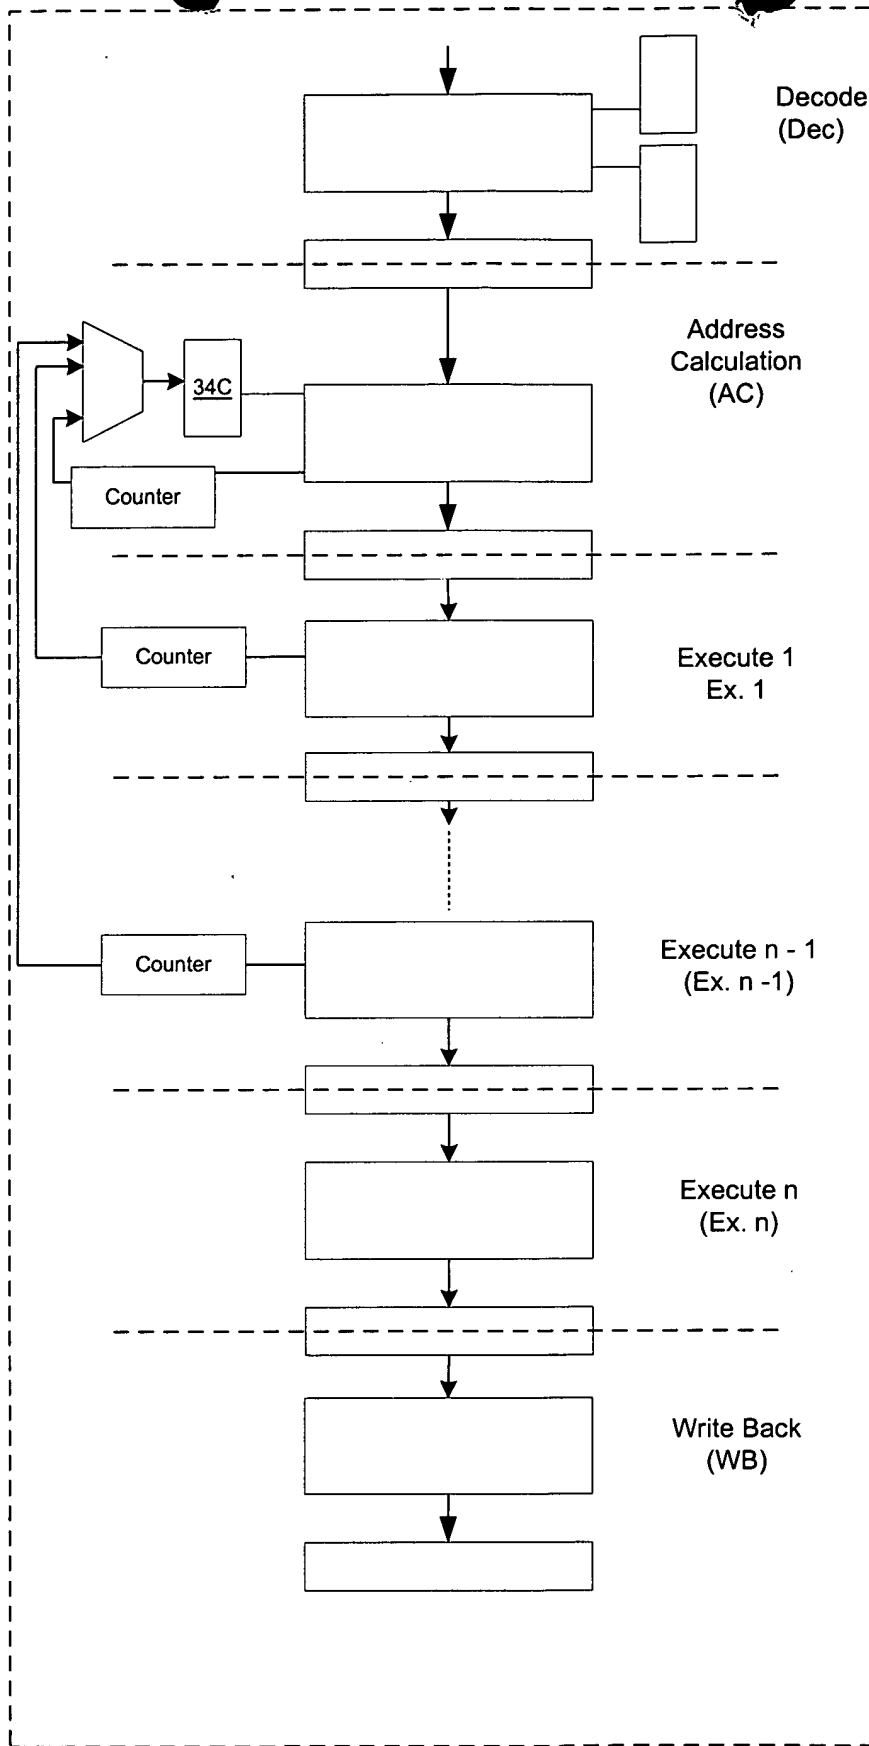 Decode
(Dec)
Address
Calculation
(AC)
34C
Counter
Counter
Execute 1
Ex. 1
Counter
Execute n - 1
(Ex. n -1)
Execute n
(Ex. n)
Write Back
(WB)